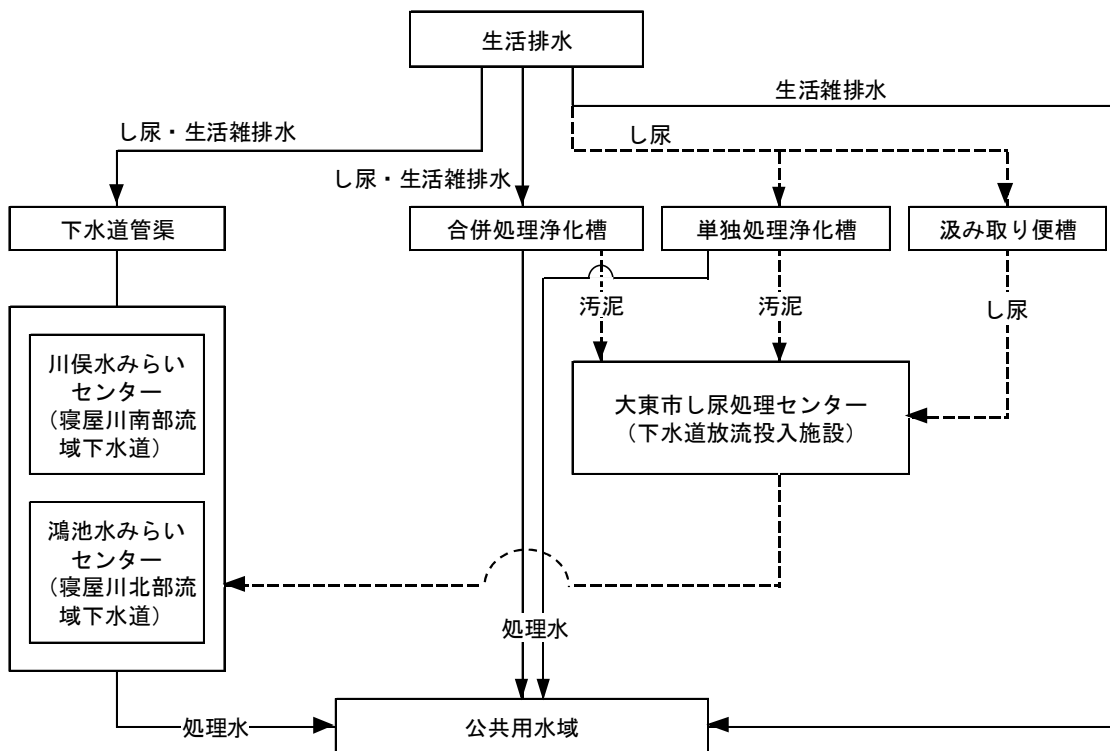 生活排水
生活雑排水
し尿・生活雑排水
し尿
し尿・生活雑排水
下水道管渠
合併処理浄化槽
単独処理浄化槽
汲み取り便槽
汚泥
汚泥
し尿
川俣水みらい
センター
（寝屋川南部流
域下水道）
大東市し尿処理センター
（下水道放流投入施設）
鴻池水みらい
センター
（寝屋川北部流
域下水道）
処理水
処理水
公共用水域